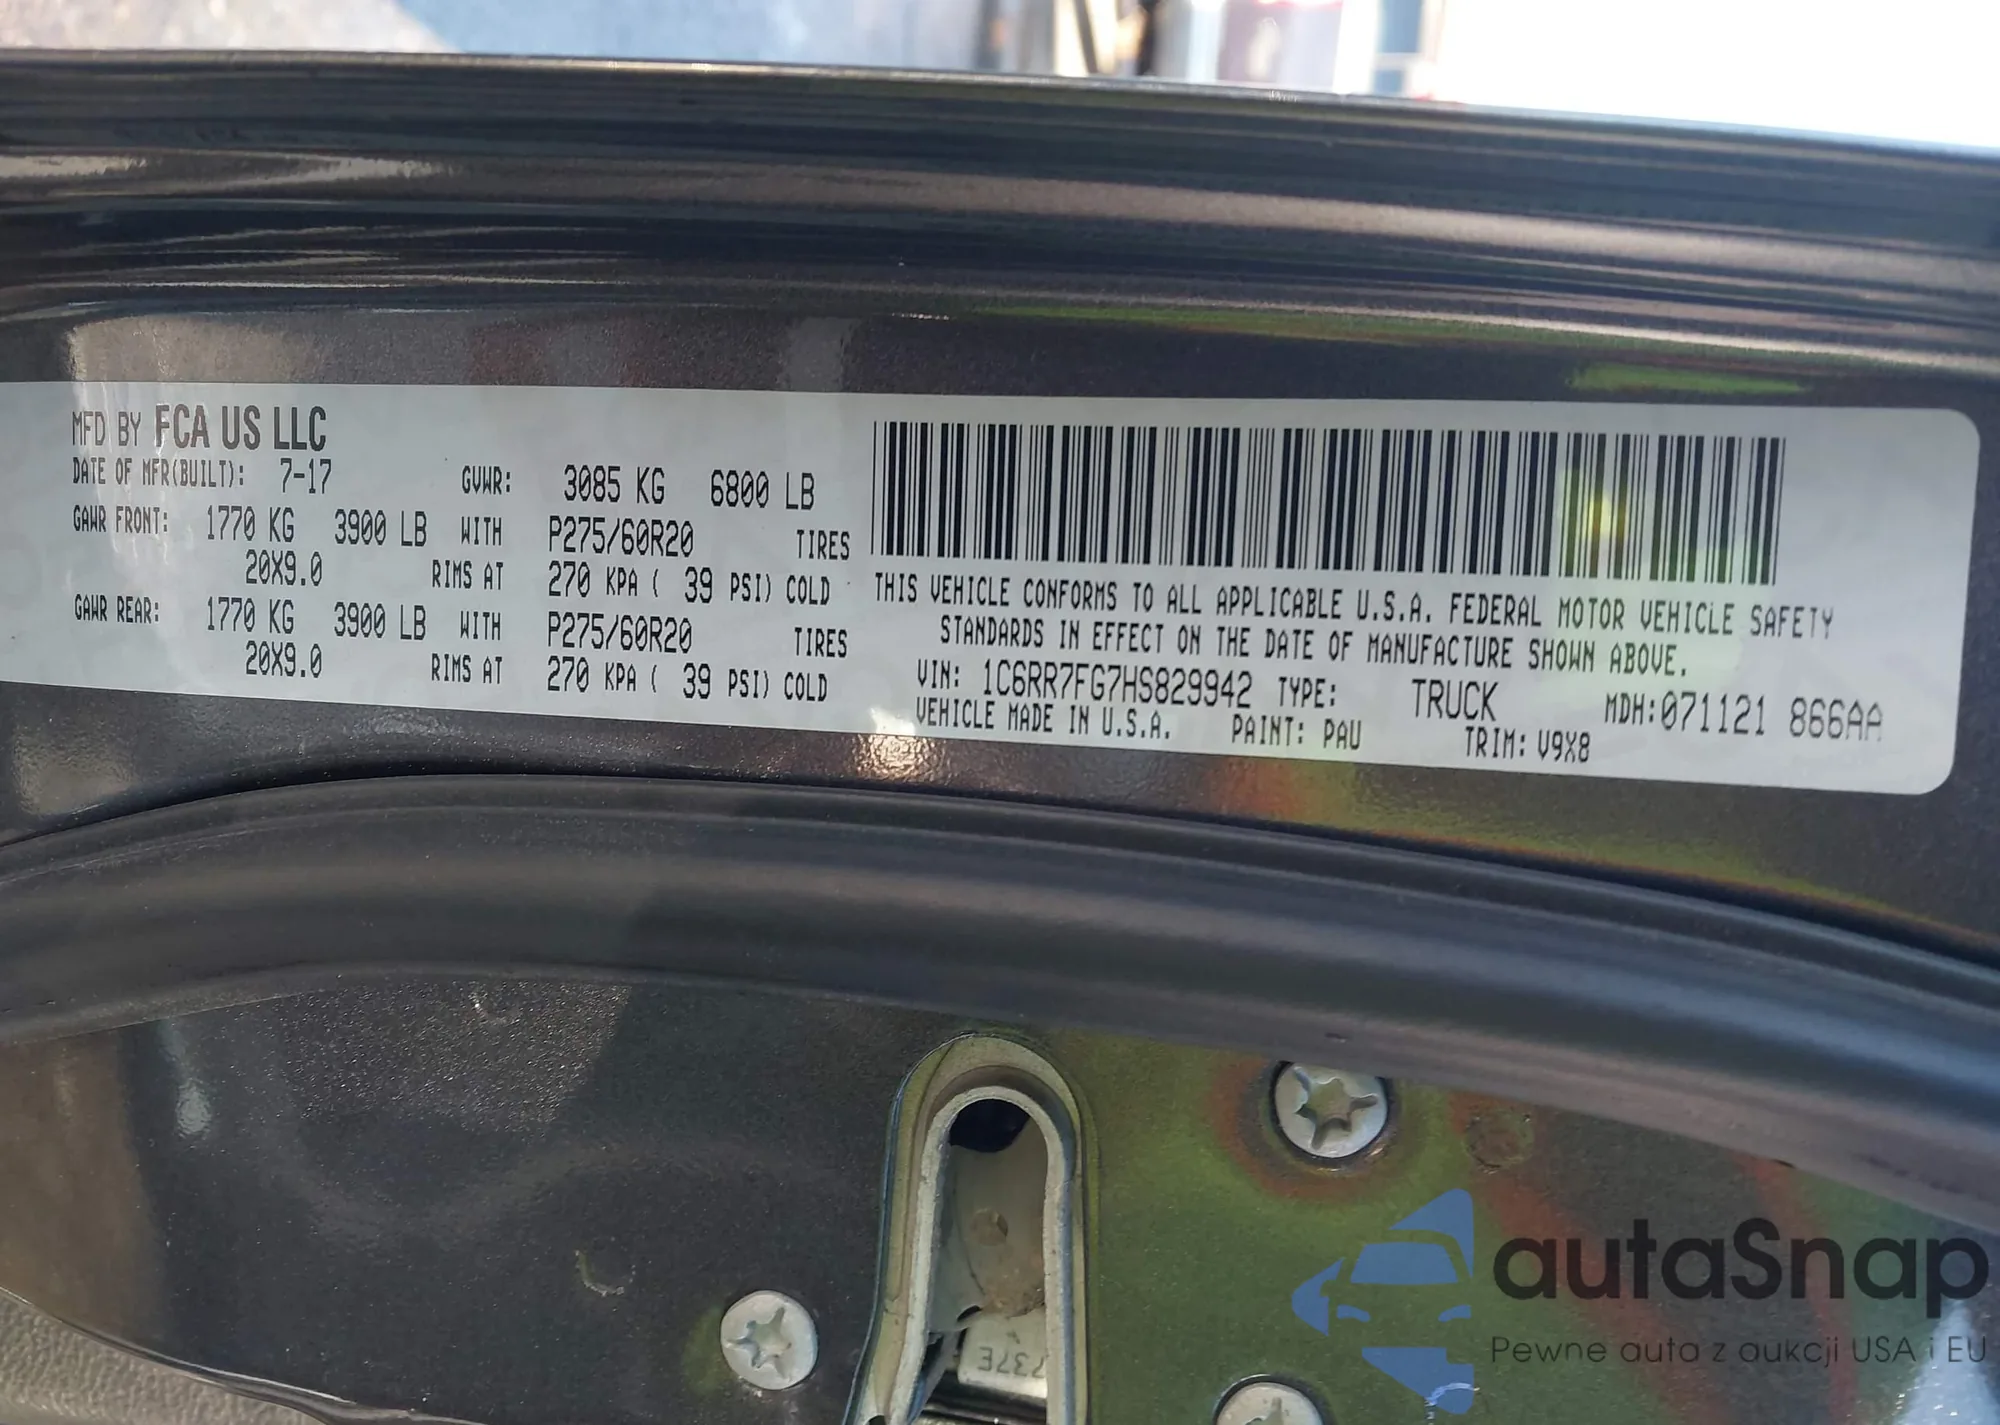 MFD BY FCA US LLC
DATE OF MFR(BUILT): 7-17 GVWR: 3085 KG 6800 LB
GAWR FRONT: 1770 KG 3900 LB WITH P275/60R20 TIRES
20X9.0 RIMS AT 270 KPA ( 39 PSI) COLD
GAWR REAR: 1770 KG 3900 LB WITH P275/60R20 TIRES
20X9.0 RIMS AT 270 KPA ( 39 PSI) COLD
THIS VEHICLE CONFORMS TO ALL APPLICABLE U.S.A. FEDERAL MOTOR VEHICLE SAFETY
STANDARDS IN EFFECT ON THE DATE OF MANUFACTURE SHOWN ABOVE.
VIN: 1C6RR7FG7HS829942 TYPE: TRUCK MDH:071121 866AA
VEHICLE MADE IN U.S.A. PAINT: PAU TRIM: V9X8
737E
autaSnap
Pewne auta z aukcji USA i EU